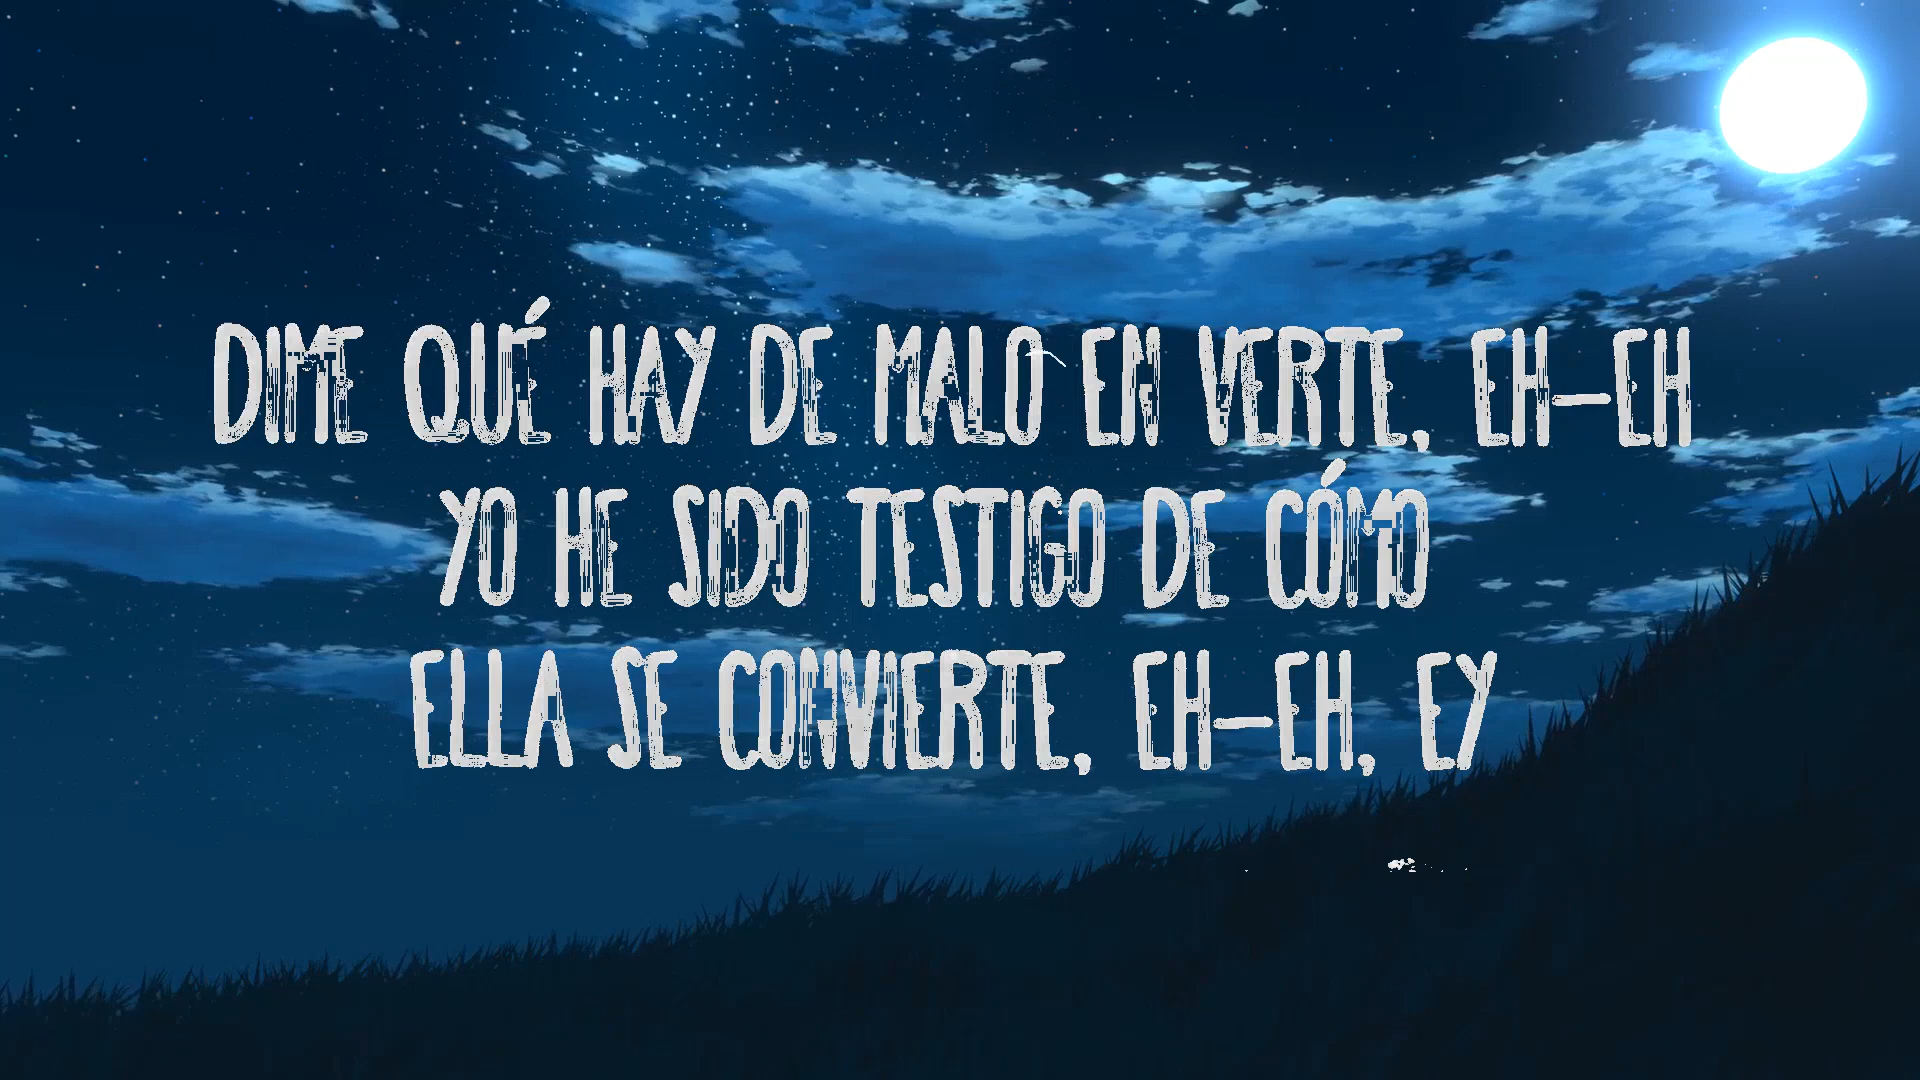 DIME QUÉ HAY DE MALO EN VERTE, EH-EH
YO HE SIDO TESTIGO DE CÓMO
ELLA SE CONVIERTE, EH-EH, EY